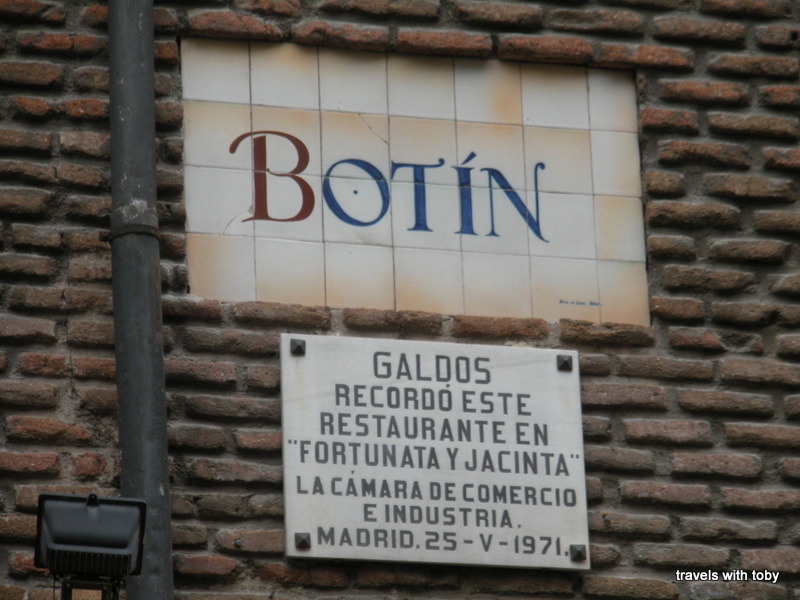 BOTÍN
GALDOS
RECORDÓ ESTE
RESTAURANTE EN
"FORTUNATA Y JACINTA"
LA CÁMARA DE COMERCIO
E INDUSTRIA.
MADRID. 25-V-1971.
travels with toby